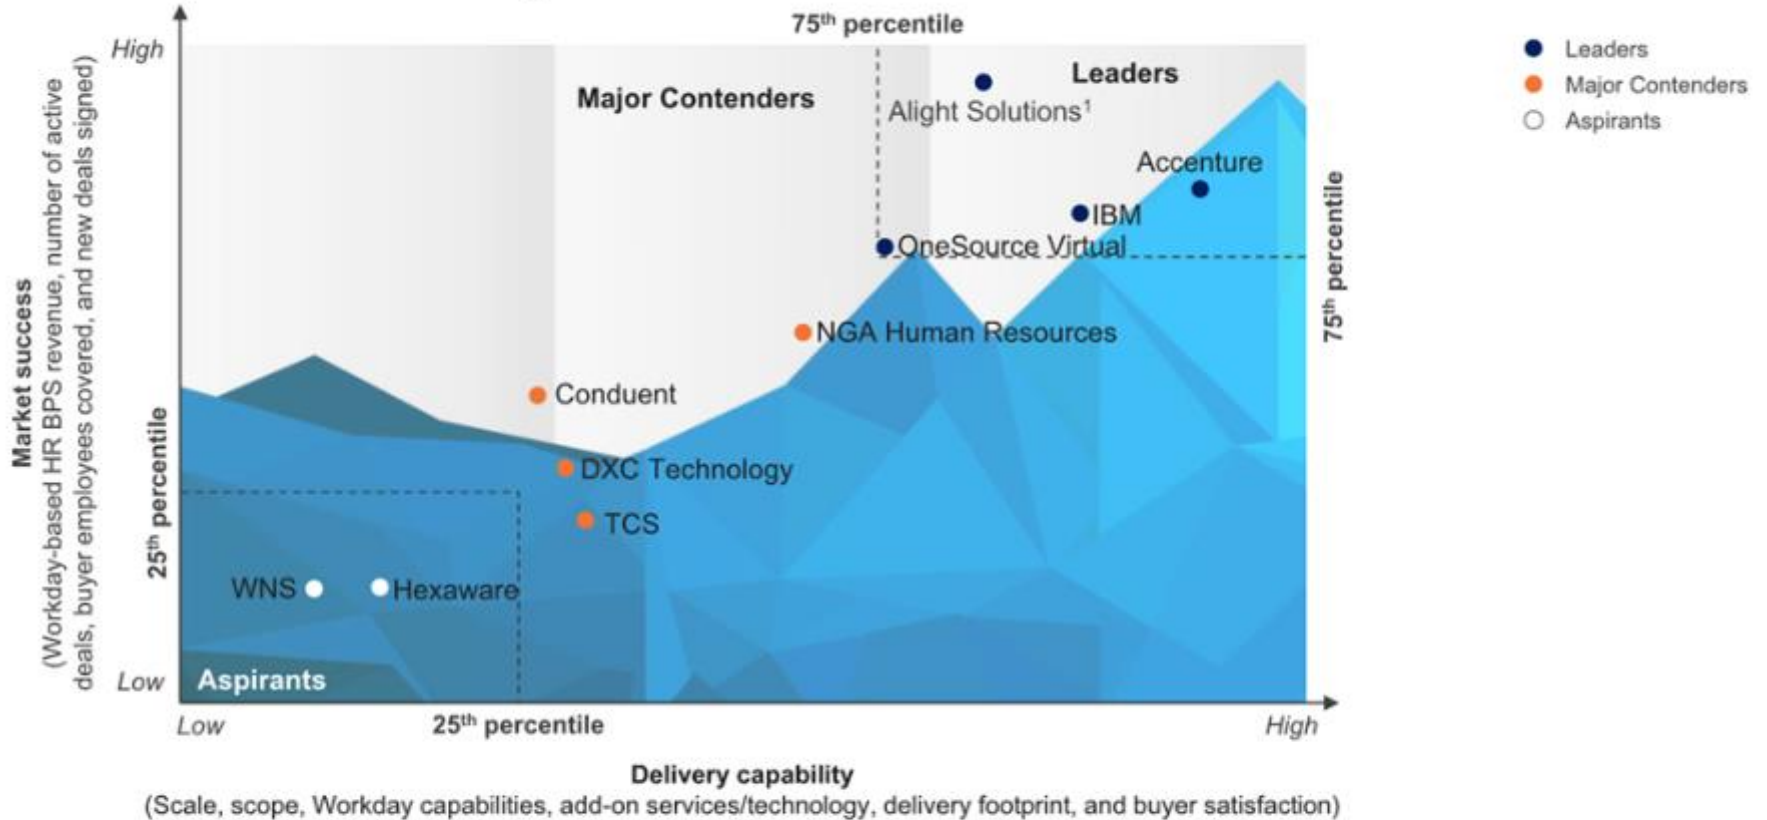 75th percentile
High
Major Contenders
Leaders
Alight Solutions¹
Accenture
IBM
OneSource Virtual
NGA Human Resources
Conduent
DXC Technology
TCS
WNS
Hexaware
Aspirants
Low
Low
25th percentile
High
Delivery capability
(Scale, scope, Workday capabilities, add-on services/technology, delivery footprint, and buyer satisfaction)
Market success
(Workday-based HR BPS revenue, number of active
deals, buyer employees covered, and new deals signed)
25th percentile
75th percentile
Leaders
Major Contenders
Aspirants